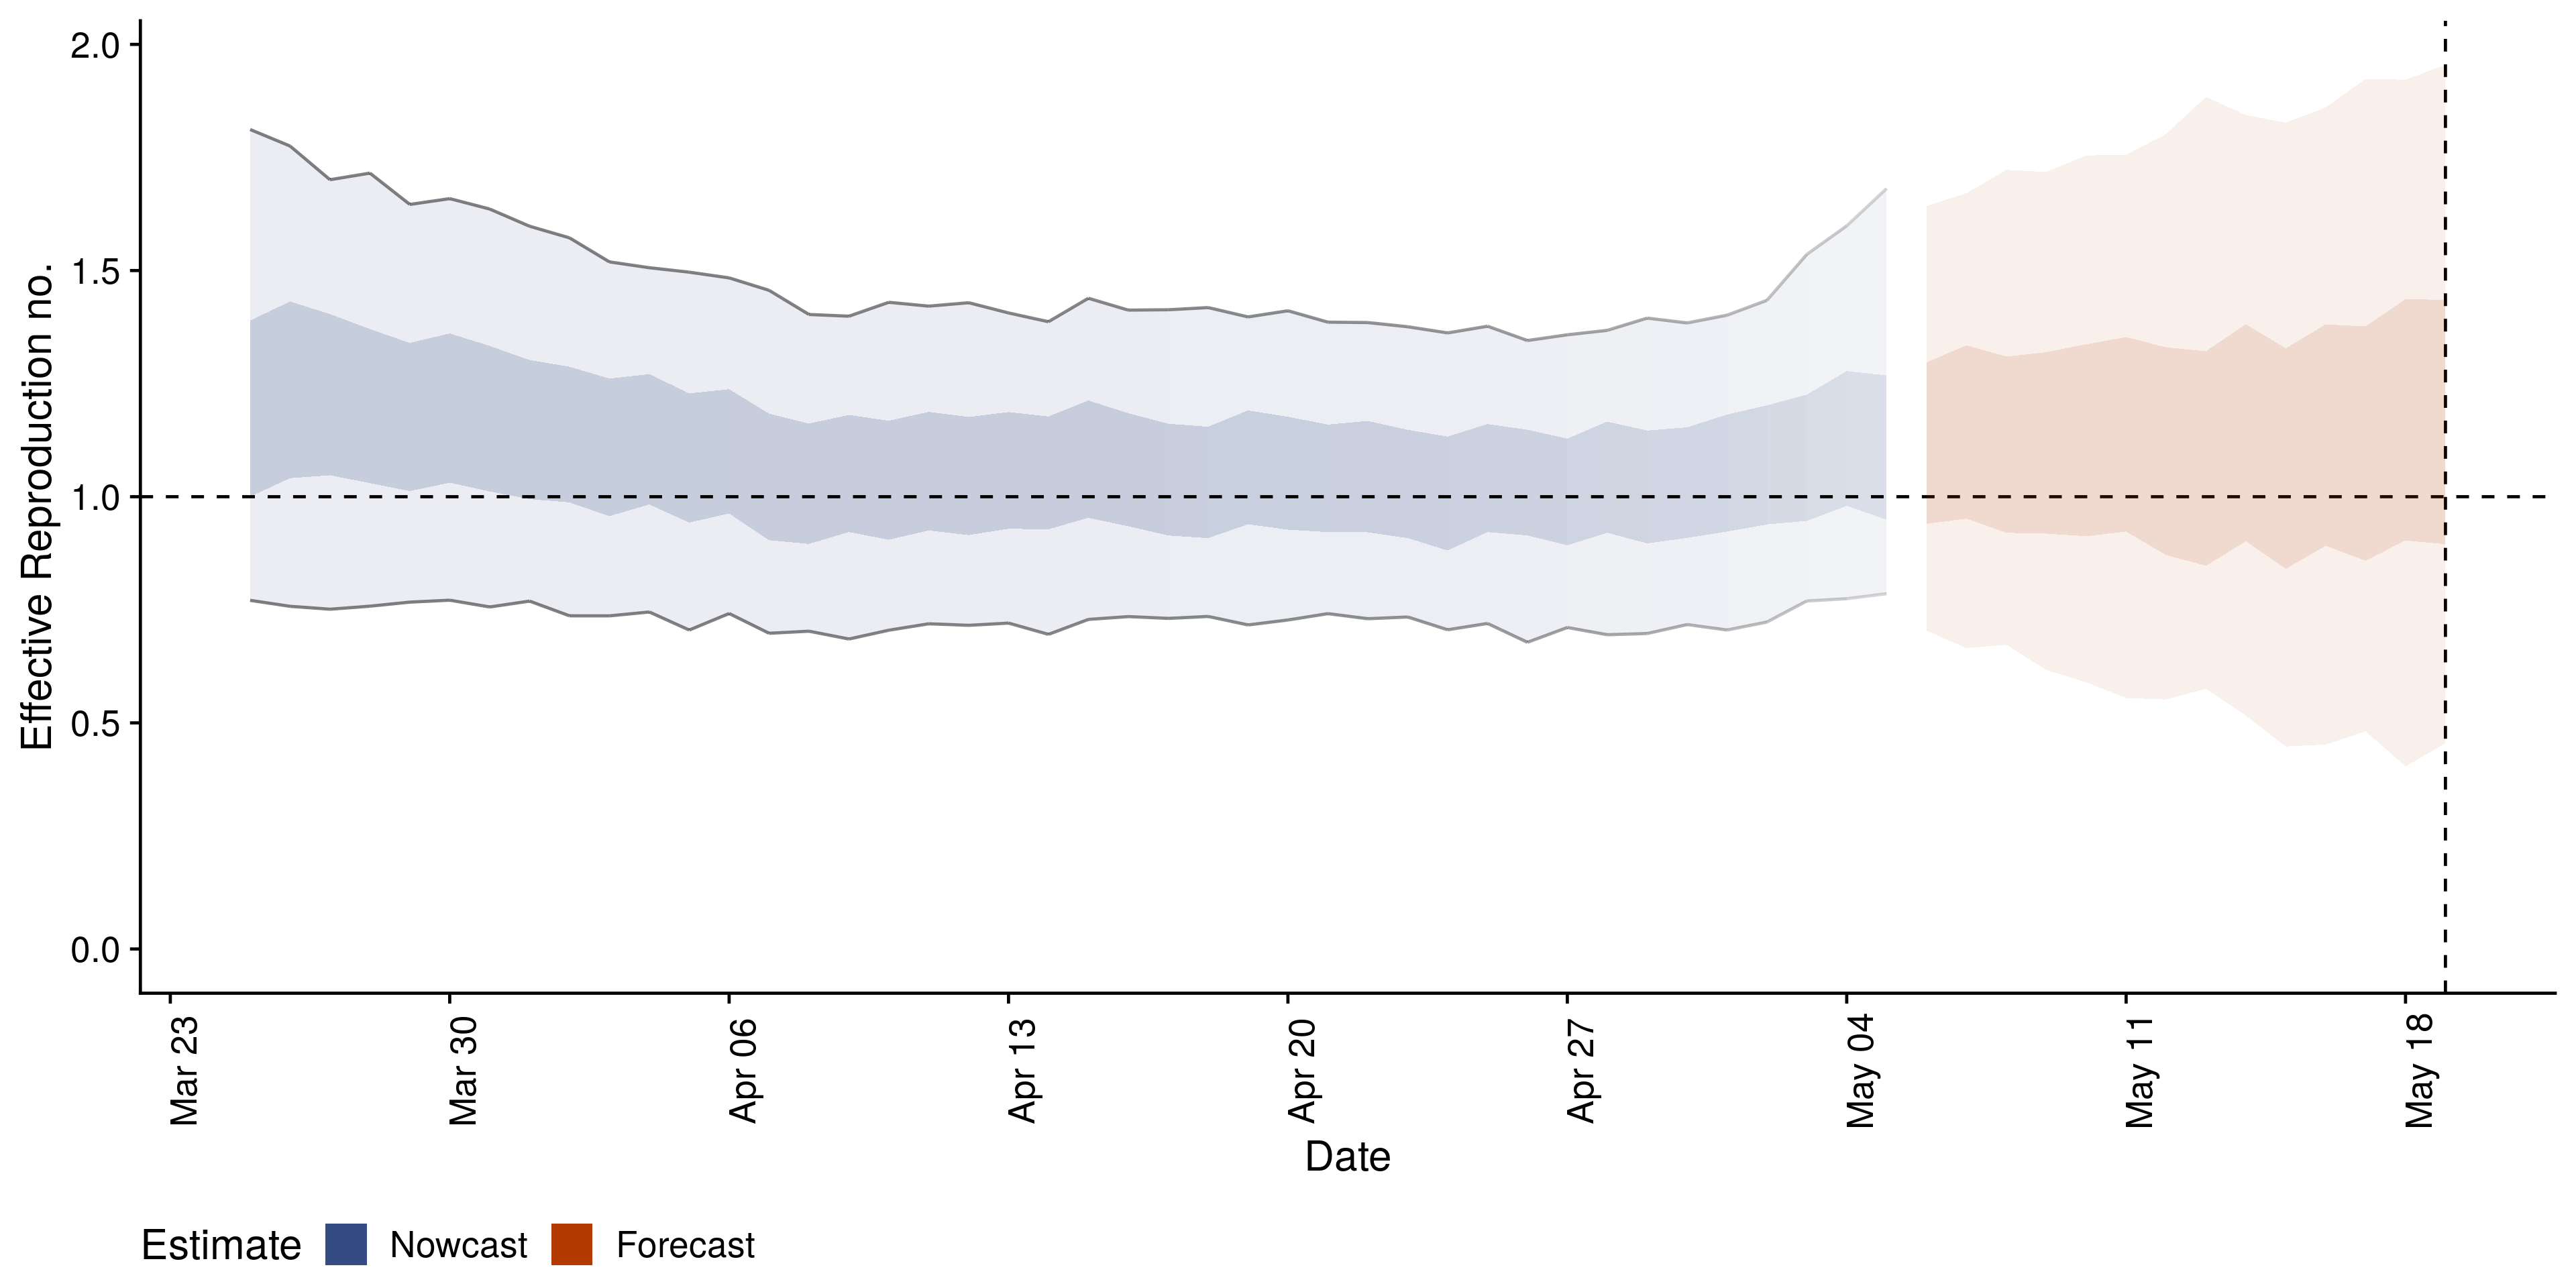 Effective Reproduction no.
2.0
1.5
1.0
0.5
0.0
Mar 23
Mar 30
Apr 06
Apr 13
Apr 20
Apr 27
May 04
May 11
May 18
Date
Estimate Nowcast Forecast